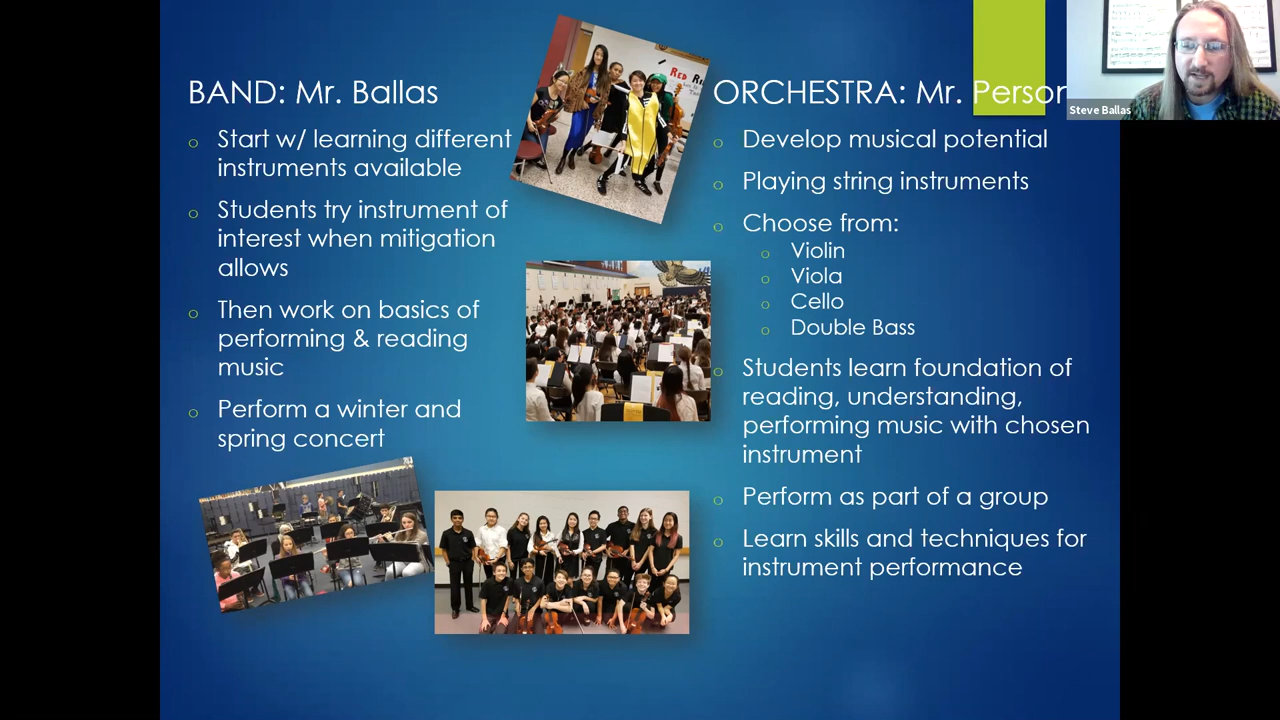 BAND: Mr. Ballas
Start w/ learning different
instruments available
Students try instrument of
interest when mitigation
allows
Then work on basics of
performing & reading
music
Perform a winter and
spring concert
ORCHESTRA: Mr. Person
Develop musical potential
Playing string instruments
Choose from:
Violin
Viola
Cello
Double Bass
Students learn foundation of
reading, understanding,
performing music with chosen
instrument
Perform as part of a group
Learn skills and techniques for
instrument performance
Steve Ballas